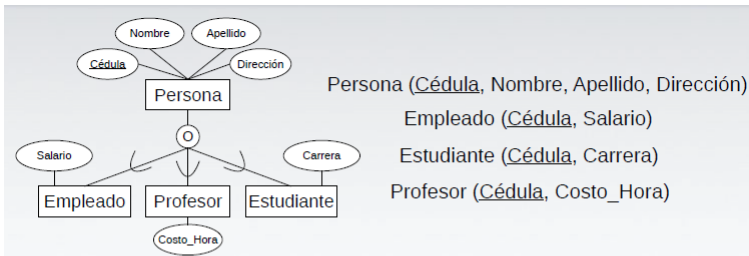 Nombre
Apellido
Cédula
Dirección
Persona
O
Salario
Carrera
Empleado
Profesor
Estudiante
Costo_Hora
Persona (Cédula, Nombre, Apellido, Dirección)
Empleado (Cédula, Salario)
Estudiante (Cédula, Carrera)
Profesor (Cédula, Costo_Hora)